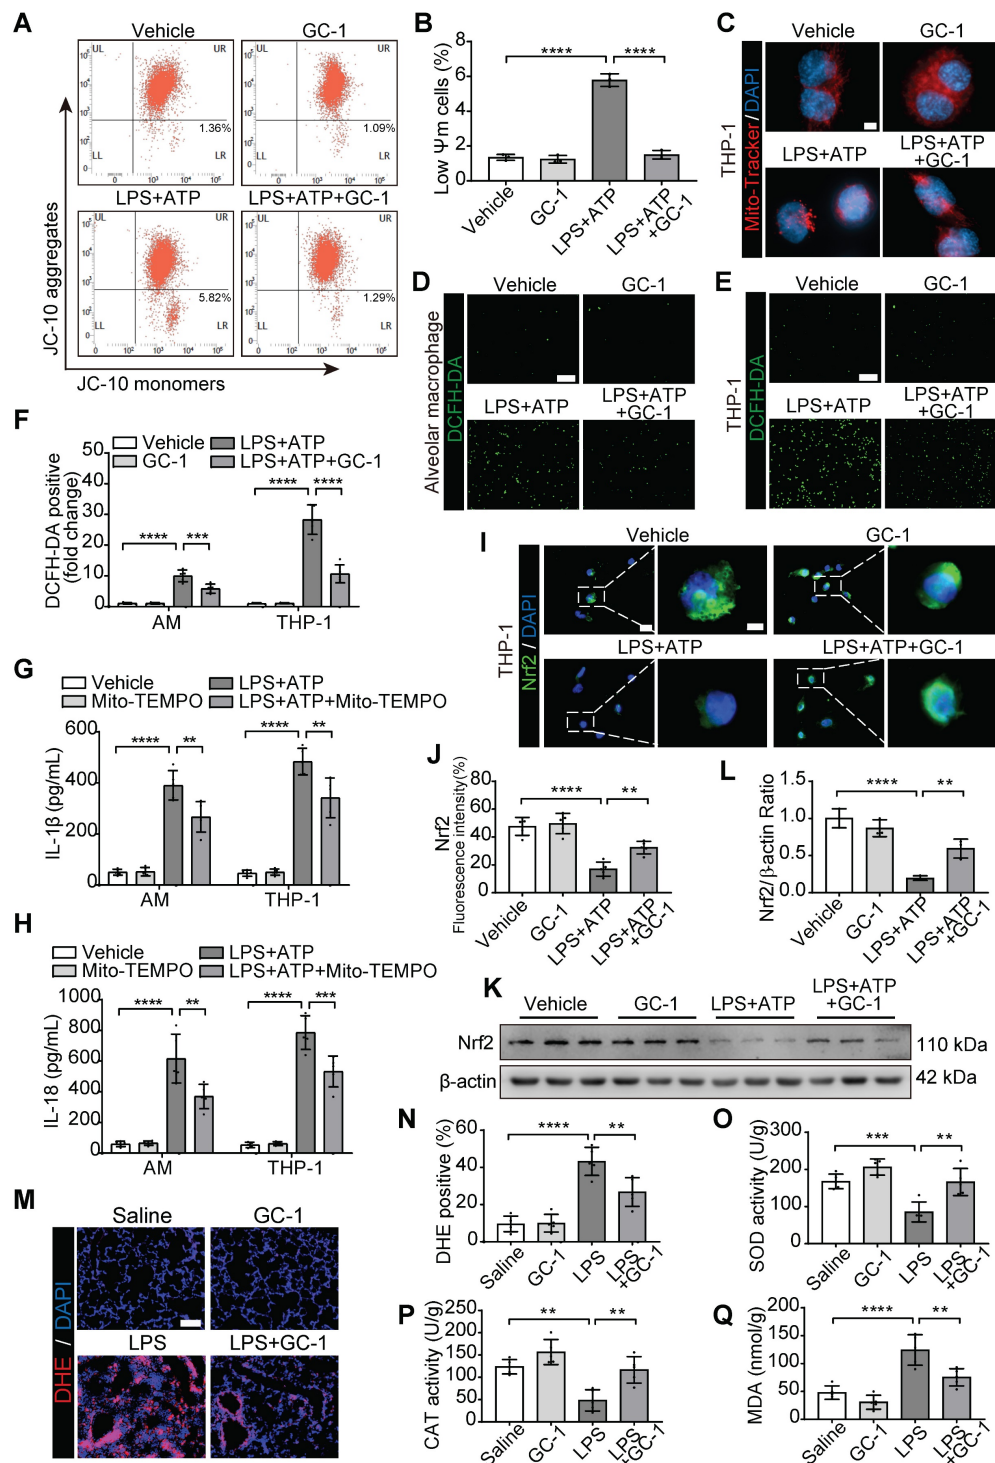 A
Vehicle
GC-1
UL
UR
UL
UR
1.36%
1.09%
LL
LR
LL
LR
LPS+ATP
LPS+ATP+GC-1
UL
UR
UL
UR
5.82%
1.29%
LL
LR
LL
LR
JC-10 aggregates
JC-10 monomers
B
Low Ψm cells (%)
8
6
4
2
0
****
****
Vehicle
GC-1
LPS+ATP
LPS+ATP
+GC-1
C
Vehicle
GC-1
LPS+ATP
LPS+ATP
+GC-1
THP-1
Mito-Tracker/DAPI
D
Vehicle
GC-1
LPS+ATP
LPS+ATP
+GC-1
Alveolar macrophage
DCFH-DA
E
Vehicle
GC-1
LPS+ATP
LPS+ATP
+GC-1
THP-1
DCFH-DA
F
Vehicle
LPS+ATP
GC-1
LPS+ATP+GC-1
DCFH-DA positive
(fold change)
50
40
30
20
10
0
****
***
****
****
AM
THP-1
G
Vehicle
LPS+ATP
Mito-TEMPO
LPS+ATP+Mito-TEMPO
IL-1β (pg/mL)
600
400
200
0
****
**
****
**
AM
THP-1
H
Vehicle
LPS+ATP
Mito-TEMPO
LPS+ATP+Mito-TEMPO
IL-18 (pg/mL)
1000
800
600
400
200
0
****
**
****
***
AM
THP-1
I
Vehicle
GC-1
LPS+ATP
LPS+ATP+GC-1
THP-1
Nrf2 / DAPI
J
Nrf2
Fluorescence intensity(%)
80
60
40
20
0
****
**
Vehicle
GC-1
LPS+ATP
LPS+ATP
+GC-1
L
Nrf2/β-actin Ratio
1.5
1.0
0.5
0.0
****
**
Vehicle
GC-1
LPS+ATP
LPS+ATP
+GC-1
K
Vehicle
GC-1
LPS+ATP
LPS+ATP
+GC-1
Nrf2
110 kDa
β-actin
42 kDa
M
Saline
GC-1
LPS
LPS+GC-1
DHE / DAPI
N
DHE positive (%)
60
40
20
0
****
**
Saline
GC-1
LPS
LPS
+GC-1
O
SOD activity (U/g)
300
200
100
0
***
**
Saline
GC-1
LPS
LPS
+GC-1
P
CAT activity (U/g)
250
200
150
100
50
0
**
**
Saline
GC-1
LPS
LPS
+GC-1
Q
MDA (nmol/g)
200
150
100
50
0
****
**
Saline
GC-1
LPS
LPS
+GC-1